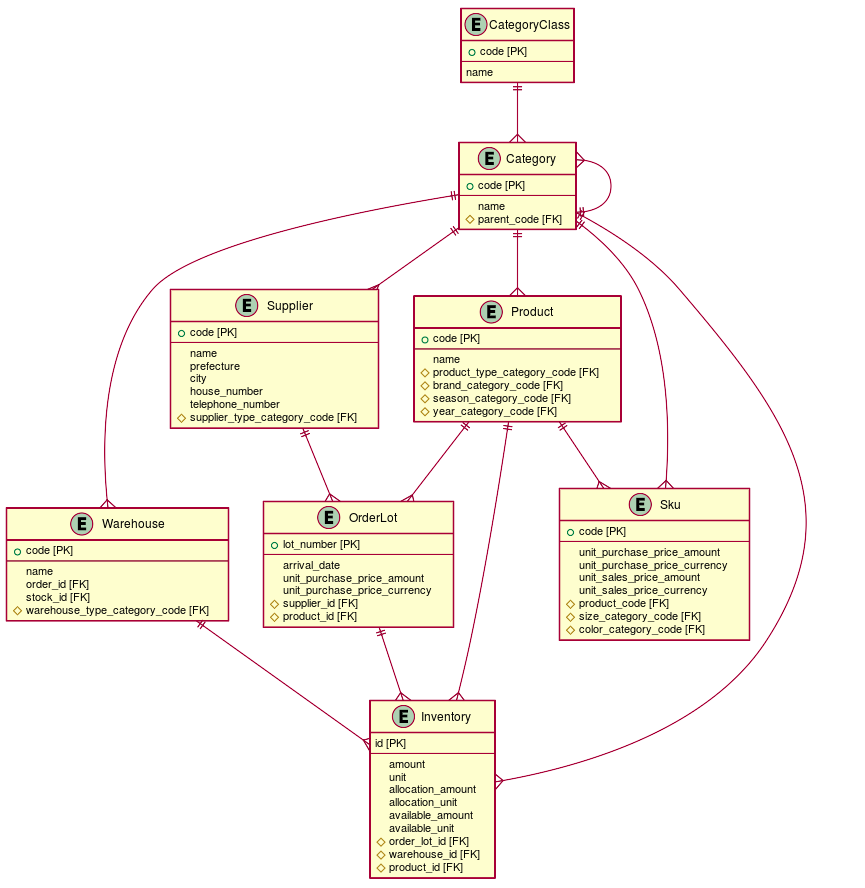 E CategoryClass
code [PK]
name
E Category
code [PK]
name
parent_code [FK]
E Supplier
code [PK]
name
prefecture
city
house_number
telephone_number
supplier_type_category_code [FK]
E Product
code [PK]
name
product_type_category_code [FK]
brand_category_code [FK]
season_category_code [FK]
year_category_code [FK]
E Warehouse
code [PK]
name
order_id [FK]
stock_id [FK]
warehouse_type_category_code [FK]
E OrderLot
lot_number [PK]
arrival_date
unit_purchase_price_amount
unit_purchase_price_currency
supplier_id [FK]
product_id [FK]
E Sku
code [PK]
unit_purchase_price_amount
unit_purchase_price_currency
unit_sales_price_amount
unit_sales_price_currency
product_code [FK]
size_category_code [FK]
color_category_code [FK]
E Inventory
id [PK]
amount
unit
allocation_amount
allocation_unit
available_amount
available_unit
order_lot_id [FK]
warehouse_id [FK]
product_id [FK]